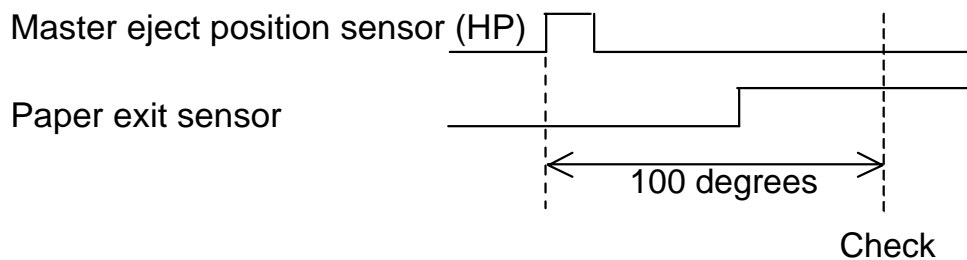 Master eject position sensor (HP)
Paper exit sensor
100 degrees
Check